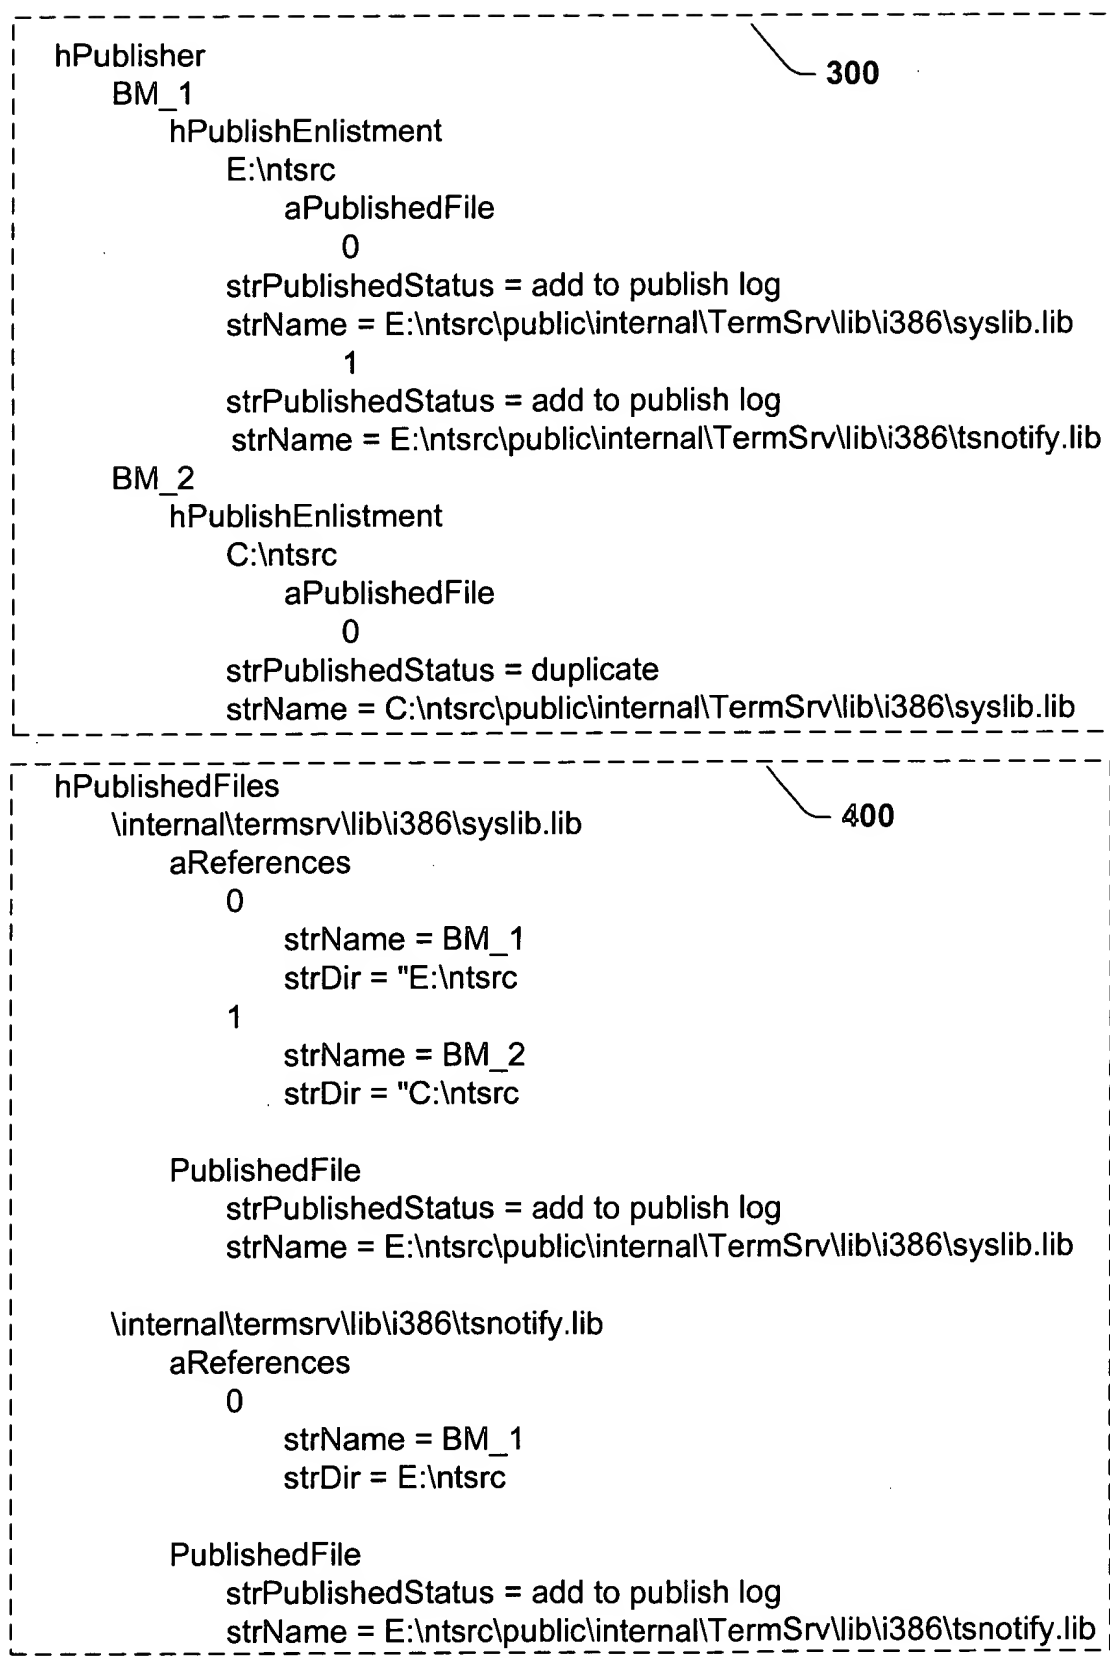 hPublisher
300
BM_1
hPublishEnlistment
E:\ntsrc
aPublishedFile
0
strPublishedStatus = add to publish log
strName = E:\ntsrc\public\internal\TermSrv\lib\i386\syslib.lib
1
strPublishedStatus = add to publish log
strName = E:\ntsrc\public\internal\TermSrv\lib\i386\tsnotify.lib
BM_2
hPublishEnlistment
C:\ntsrc
aPublishedFile
0
strPublishedStatus = duplicate
strName = C:\ntsrc\public\internal\TermSrv\lib\i386\syslib.lib
hPublishedFiles
400
\internal\termsrv\lib\i386\syslib.lib
aReferences
0
strName = BM_1
strDir = "E:\ntsrc
1
strName = BM_2
strDir = "C:\ntsrc
PublishedFile
strPublishedStatus = add to publish log
strName = E:\ntsrc\public\internal\TermSrv\lib\i386\syslib.lib
\internal\termsrv\lib\i386\tsnotify.lib
aReferences
0
strName = BM_1
strDir = E:\ntsrc
PublishedFile
strPublishedStatus = add to publish log
strName = E:\ntsrc\public\internal\TermSrv\lib\i386\tsnotify.lib